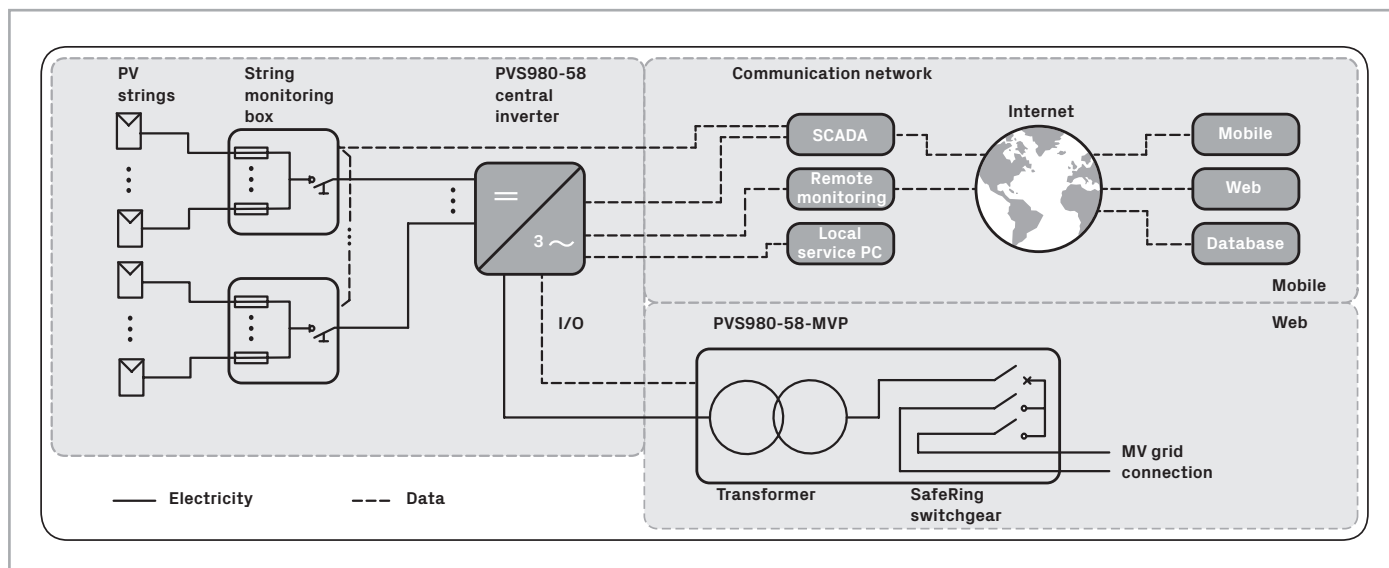 PV
strings
String
monitoring
box
PVS980-58
central
inverter
3
I/O
Communication network
SCADA
Remote
monitoring
Local
service PC
Internet
Mobile
Web
Database
Mobile
PVS980-58-MVP
Web
Transformer
SafeRing
switchgear
MV grid
connection
Electricity
Data